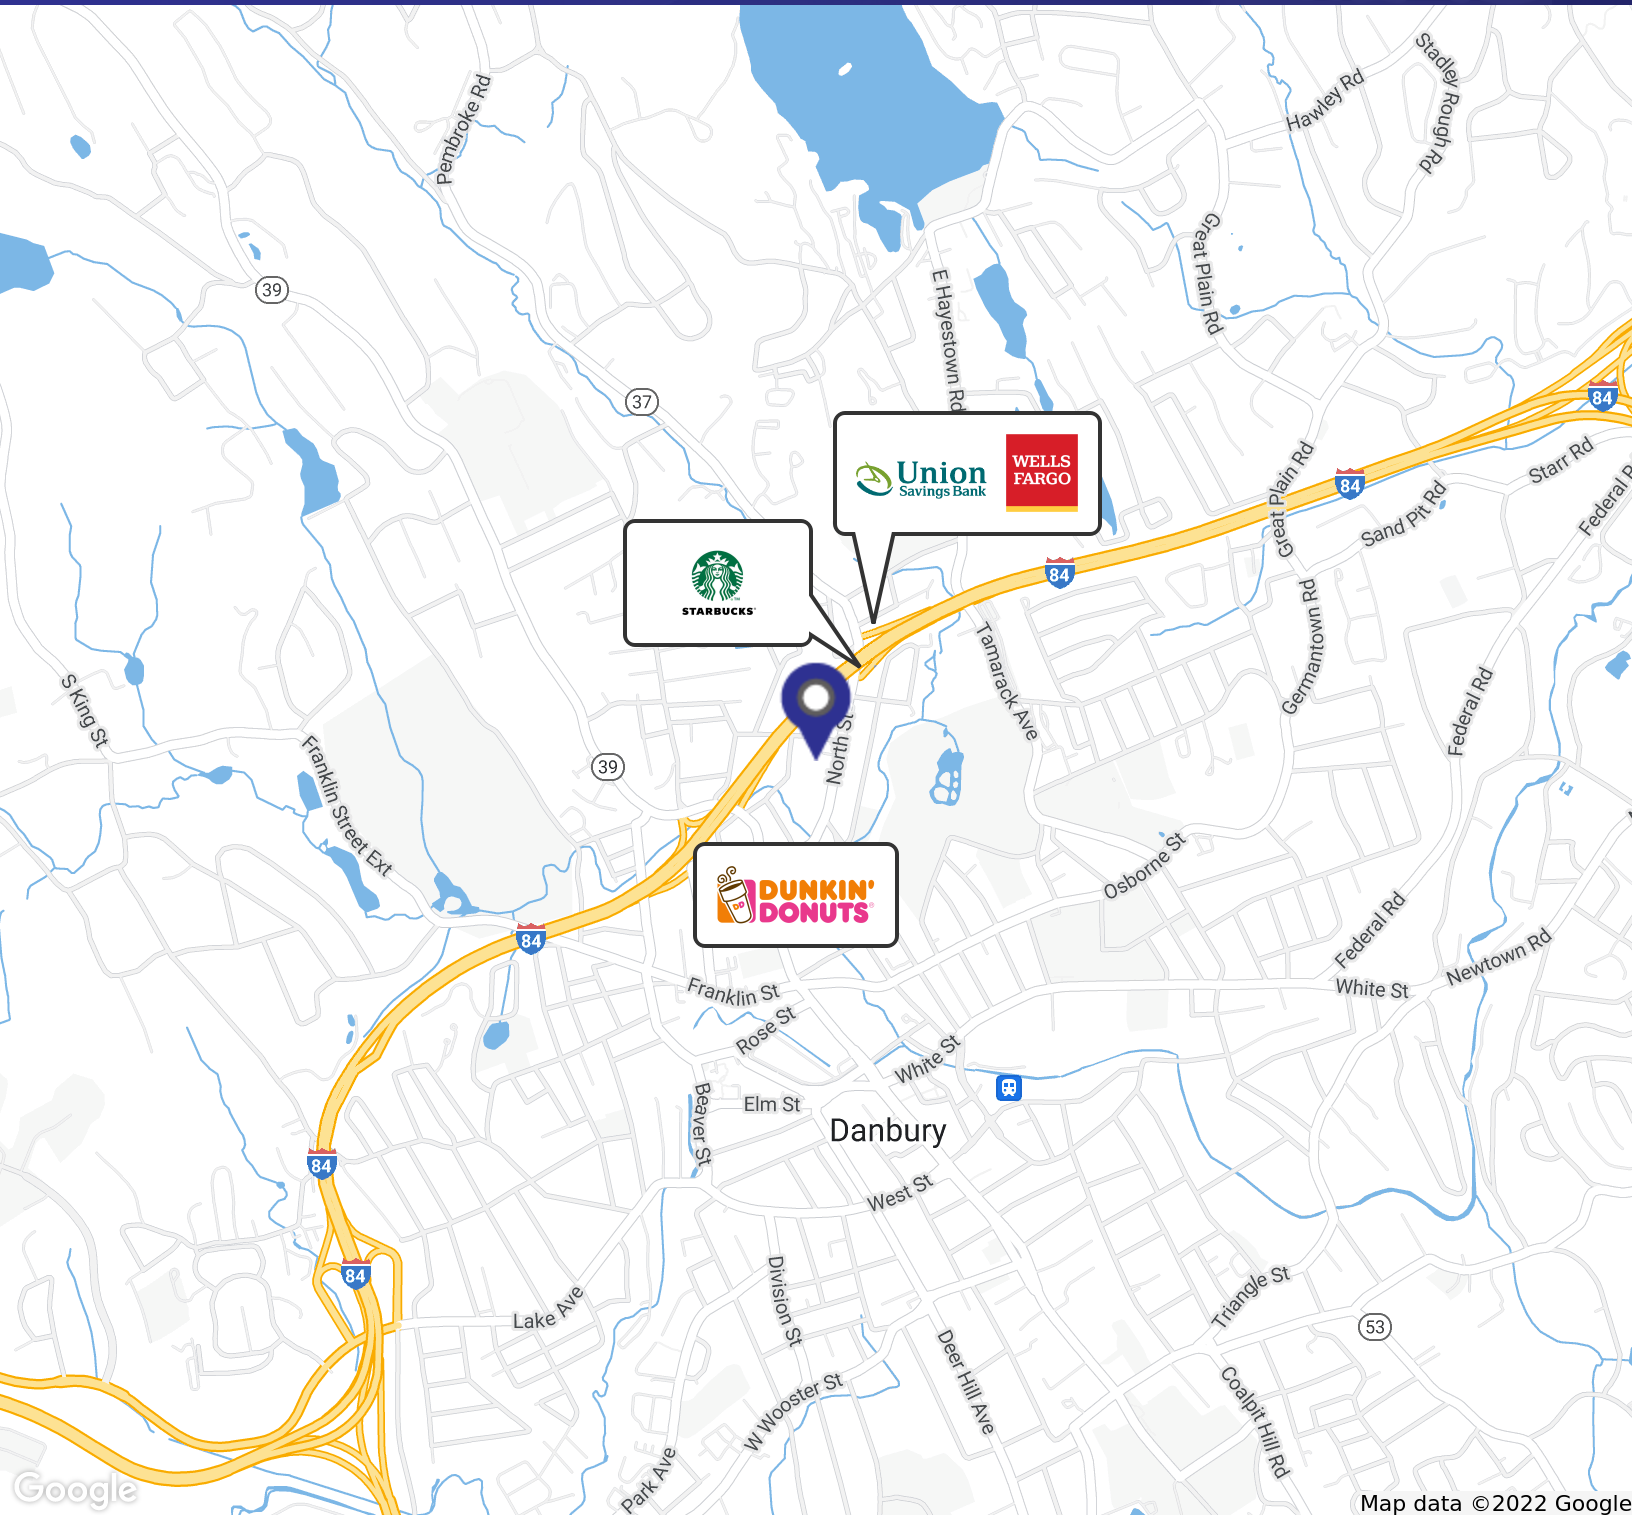 Stadley Rough Rd
Hawley Rd
Pembroke Rd
Great Plain Rd
39
E Hayestown Rd
37
84
Union
Savings Bank
WELLS
FARGO
Starr Rd
Great Plain Rd
84
Federal R
Sand Pit Rd
STARBUCKS
84
Germantown Rd
Tamarack Ave
S King St
Federal Rd
North St
Franklin Street Ext
39
DUNKIN'
DONUTS
Osborne St
Federal Rd
84
Newtown Rd
Franklin St
White St
Rose St
White St
Elm St
Beaver St
Danbury
84
West St
84
Division St
Triangle St
Lake Ave
53
Deer Hill Ave
W Wooster St
Coalpit Hill Rd
Park Ave
Google
Map data ©2022 Google